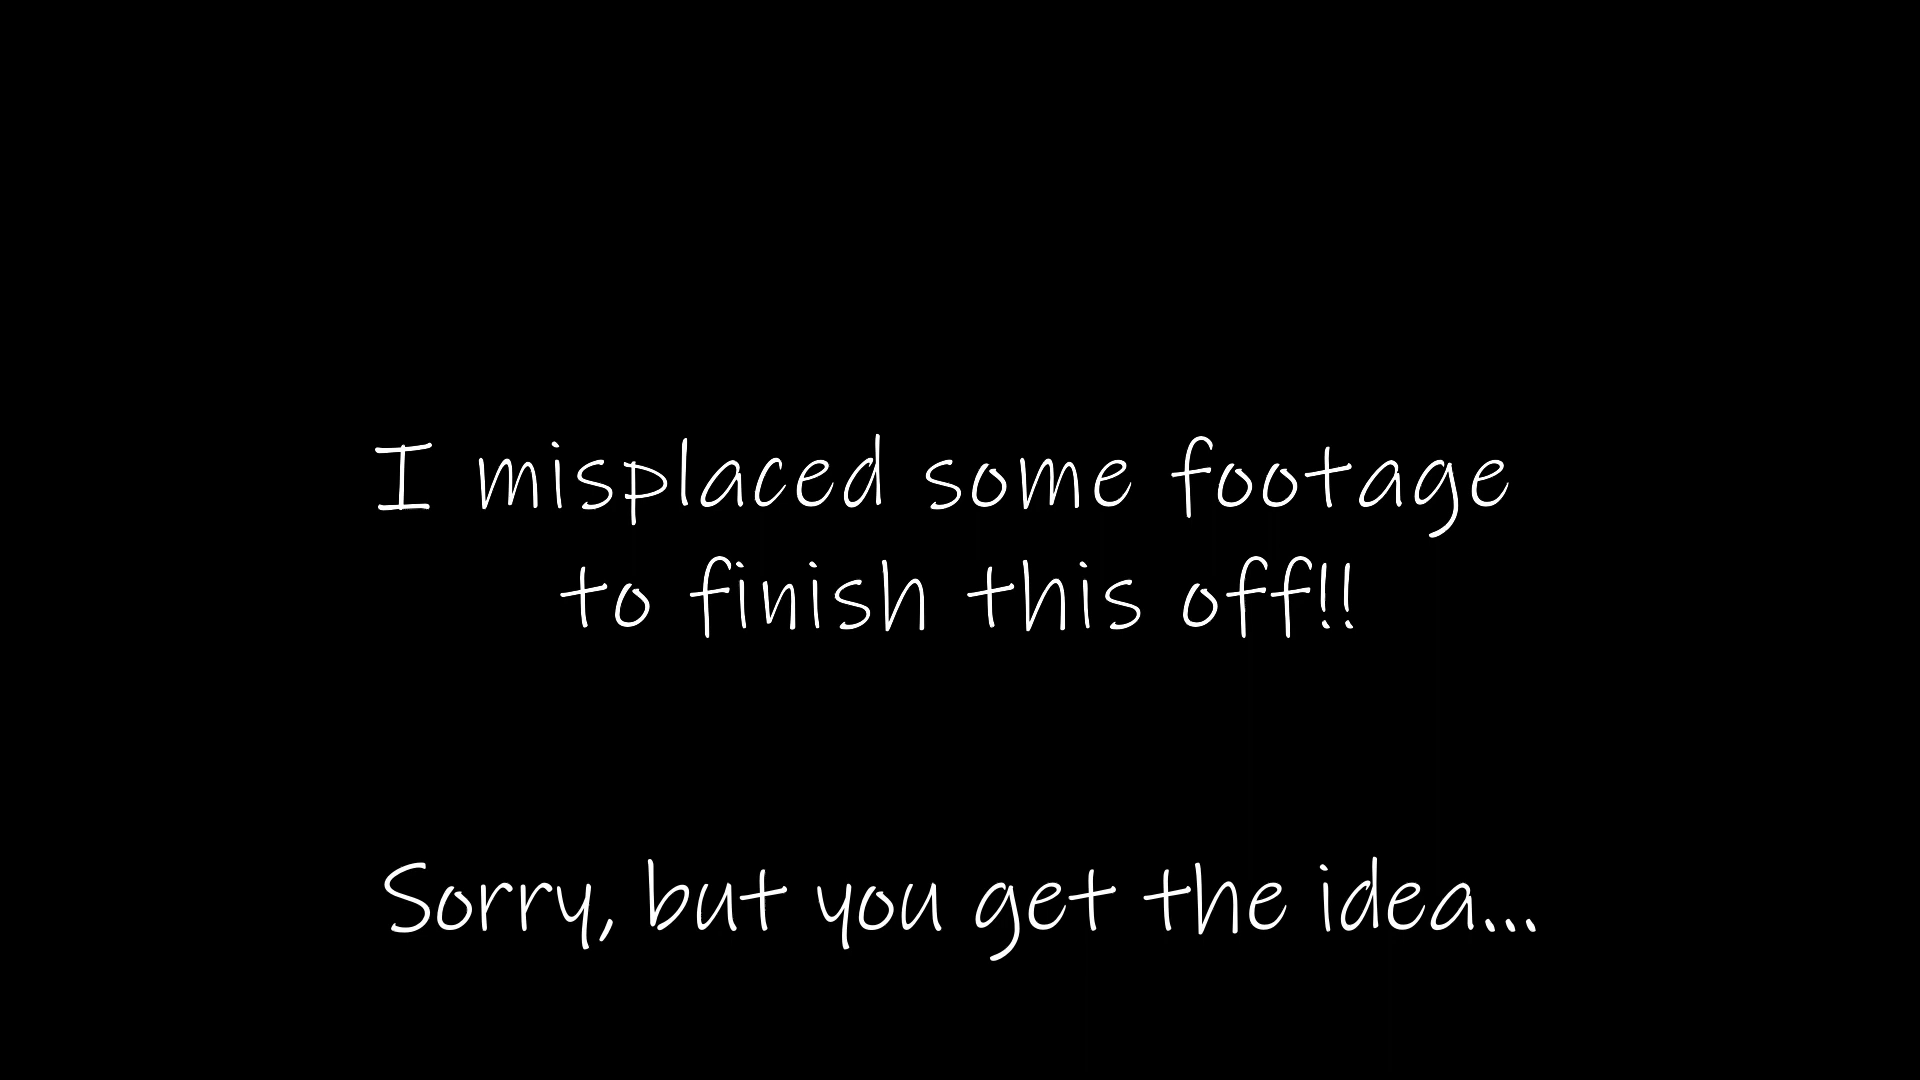 I misplaced some footage
to finish this off!!
Sorry, but you get the idea...